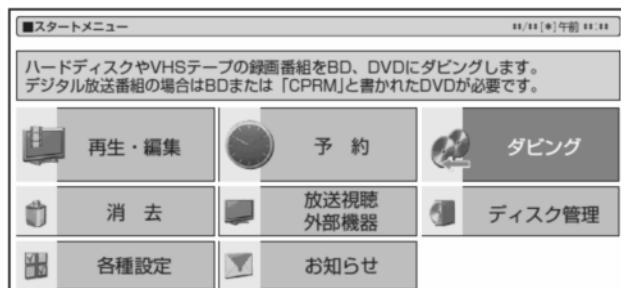 ■スタートメニュー
**/**[*]午前 **:**
ハードディスクやVHSテープの録画番組をBD、DVDにダビングします。
デジタル放送番組の場合はBDまたは「CPRM」と書かれたDVDが必要です。
再生・編集
予 約
ダビング
消 去
放送視聴
外部機器
ディスク管理
各種設定
お知らせ